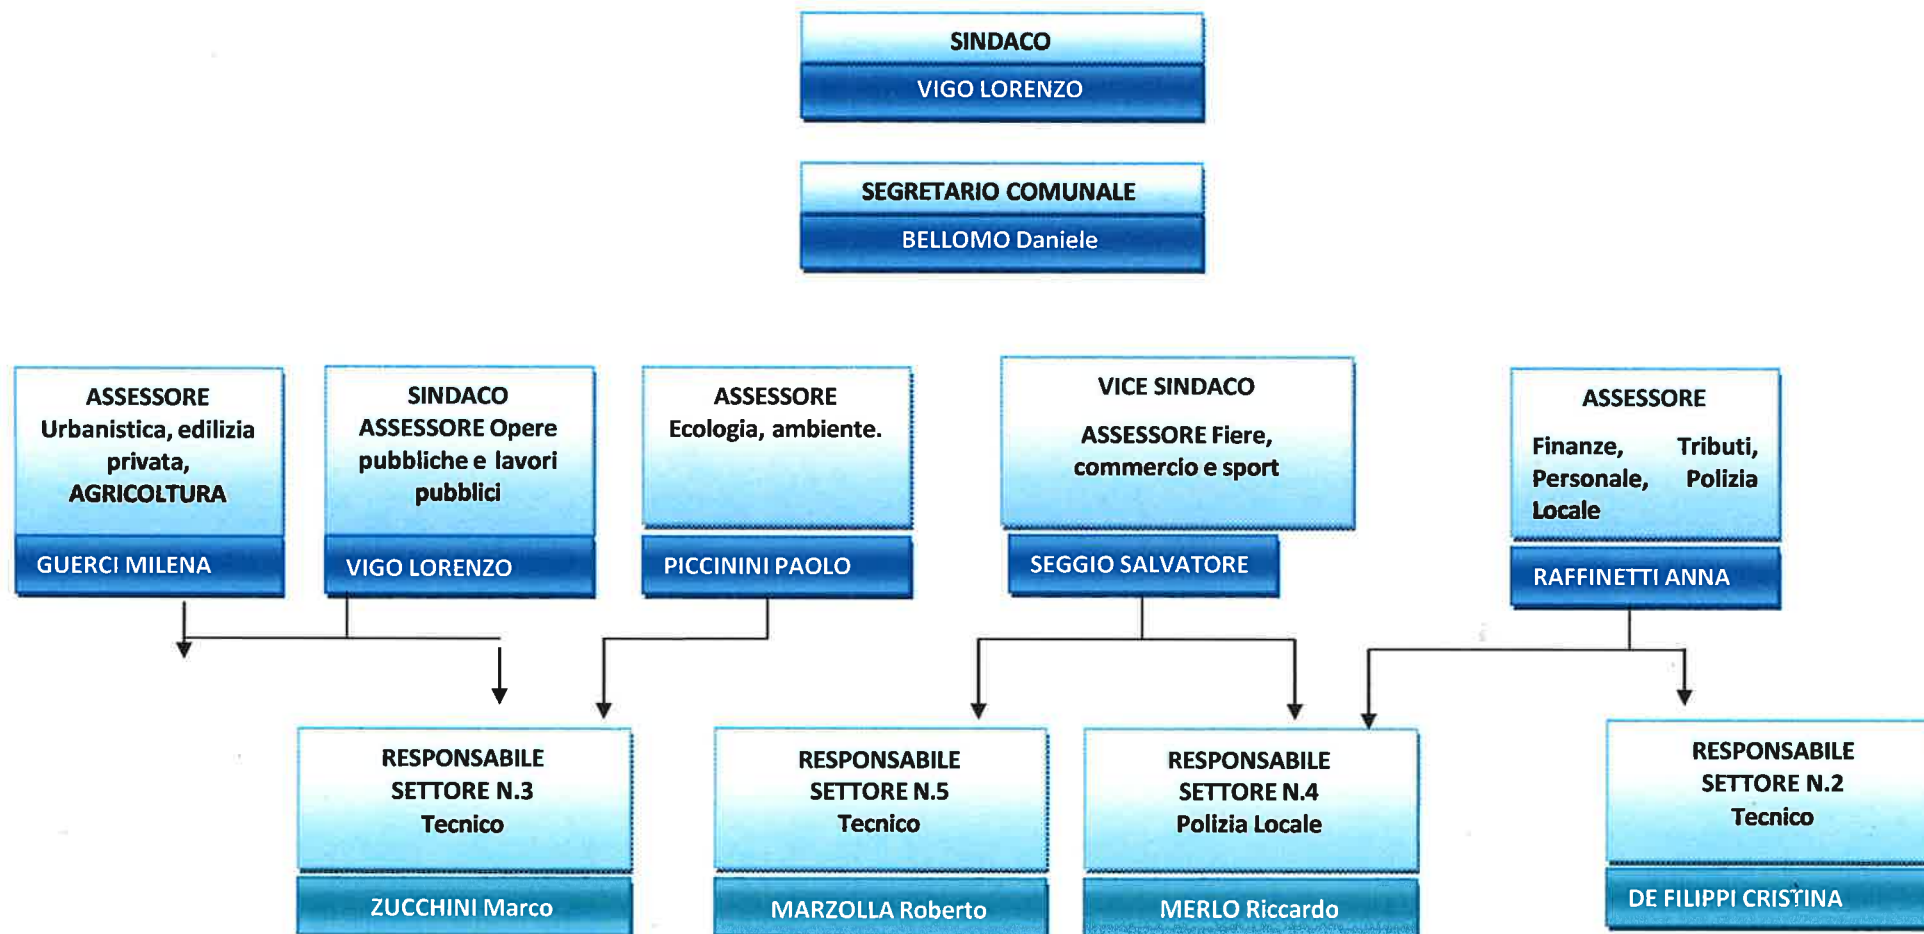 SINDACO
VIGO LORENZO
SEGRETARIO COMUNALE
BELLOMO Daniele
ASSESSORE
Urbanistica, edilizia
privata,
AGRICOLTURA
GUERCI MILENA
SINDACO
ASSESSORE Opere
pubbliche e lavori
pubblici
VIGO LORENZO
ASSESSORE
Ecologia, ambiente.
PICCININI PAOLO
VICE SINDACO
ASSESSORE Fiere,
commercio e sport
SEGGIO SALVATORE
ASSESSORE
Finanze, Tributi,
Personale, Polizia
Locale
RAFFINETTI ANNA
RESPONSABILE
SETTORE N.3
Tecnico
ZUCCHINI Marco
RESPONSABILE
SETTORE N.5
Tecnico
MARZOLLA Roberto
RESPONSABILE
SETTORE N.4
Polizia Locale
MERLO Riccardo
RESPONSABILE
SETTORE N.2
Tecnico
DE FILIPPI CRISTINA